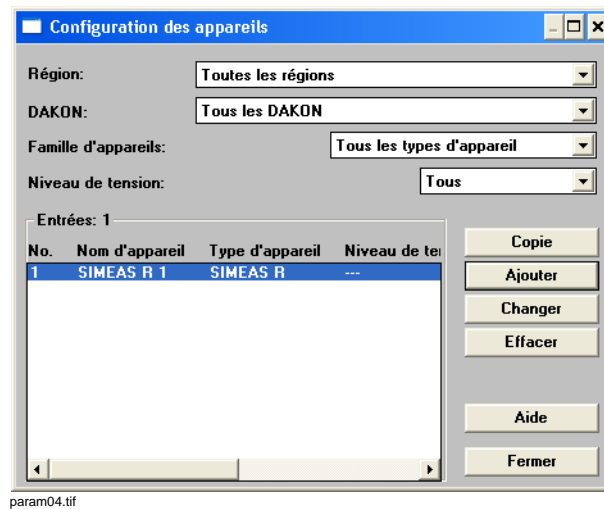 Configuration des appareils
Région: Toutes les régions
DAKON: Tous les DAKON
Famille d'appareils: Tous les types d'appareil
Niveau de tension: Tous
Entrées: 1
No. Nom d'appareil Type d'appareil Niveau de te
1 SIMEAS R 1 SIMEAS R ---
Copie
Ajouter
Changer
Effacer
Aide
Fermer
param04.tif